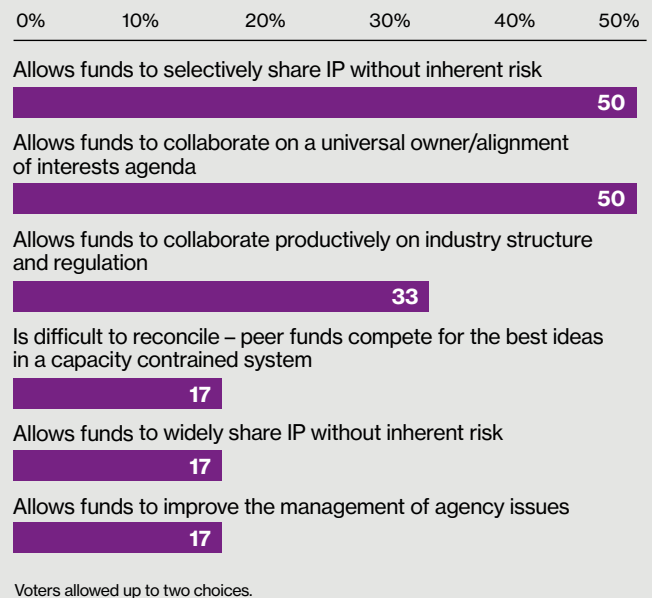 0% 10% 20% 30% 40% 50%
Allows funds to selectively share IP without inherent risk
50
Allows funds to collaborate on a universal owner/alignment
of interests agenda
50
Allows funds to collaborate productively on industry structure
and regulation
33
Is difficult to reconcile – peer funds compete for the best ideas
in a capacity contrained system
17
Allows funds to widely share IP without inherent risk
17
Allows funds to improve the management of agency issues
17
Voters allowed up to two choices.